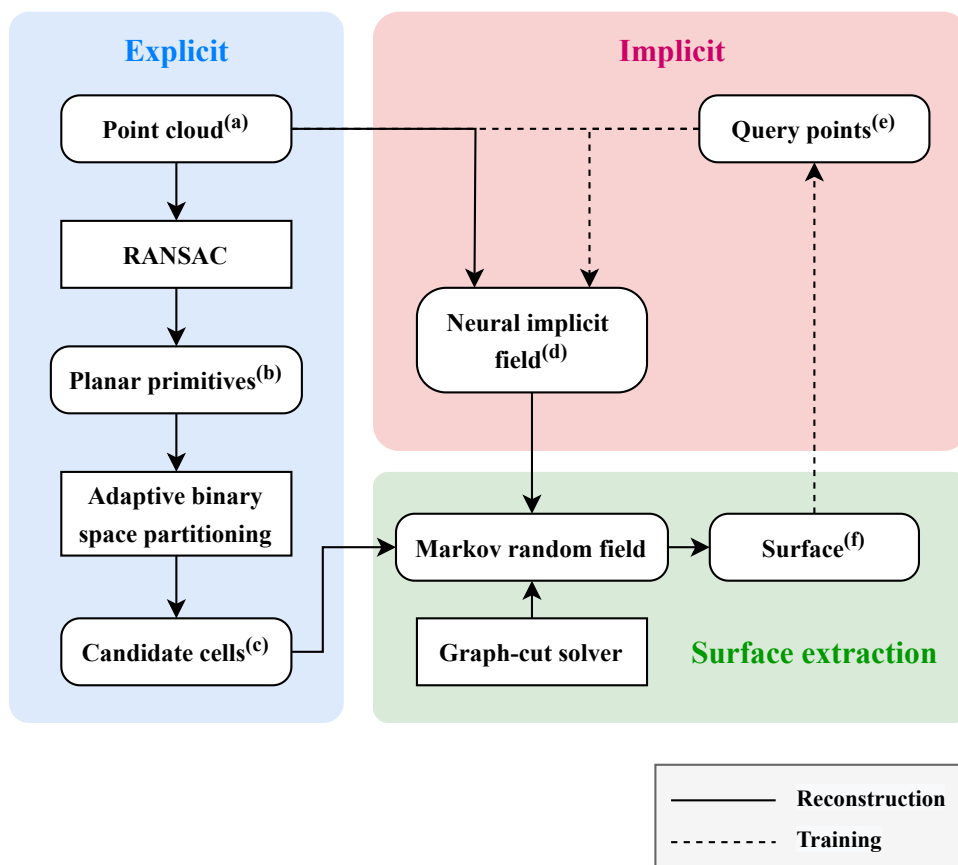 Explicit
Point cloud(a)
RANSAC
Planar primitives(b)
Adaptive binary
space partitioning
Candidate cells(c)
Implicit
Query points(e)
Neural implicit
field(d)
Markov random field
Surface(f)
Graph-cut solver
Surface extraction
Reconstruction
Training